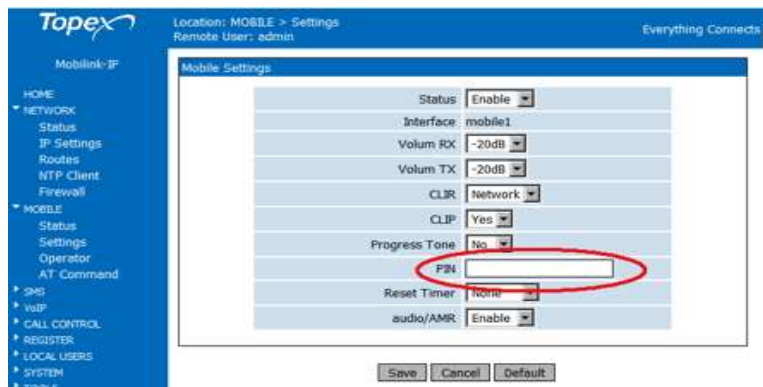 Topex
Location: MOBILE > Settings
Remote User: admin
Everything Connects
Mobilink-IP
HOME
NETWORK
Status
IP Settings
Routes
NTP Client
Firewall
MOBILE
Status
Settings
Operator
AT Command
SMS
VoIP
CALL CONTROL
REGISTER
LOCAL USERS
SYSTEM
Mobile Settings
Status Enable
Interface mobile1
Volum RX -20dB
Volum TX -20dB
CLIR Network
CLIP Yes
Progress Tone No
PIN
Reset Timer None
audio/AMR Enable
Save Cancel Default